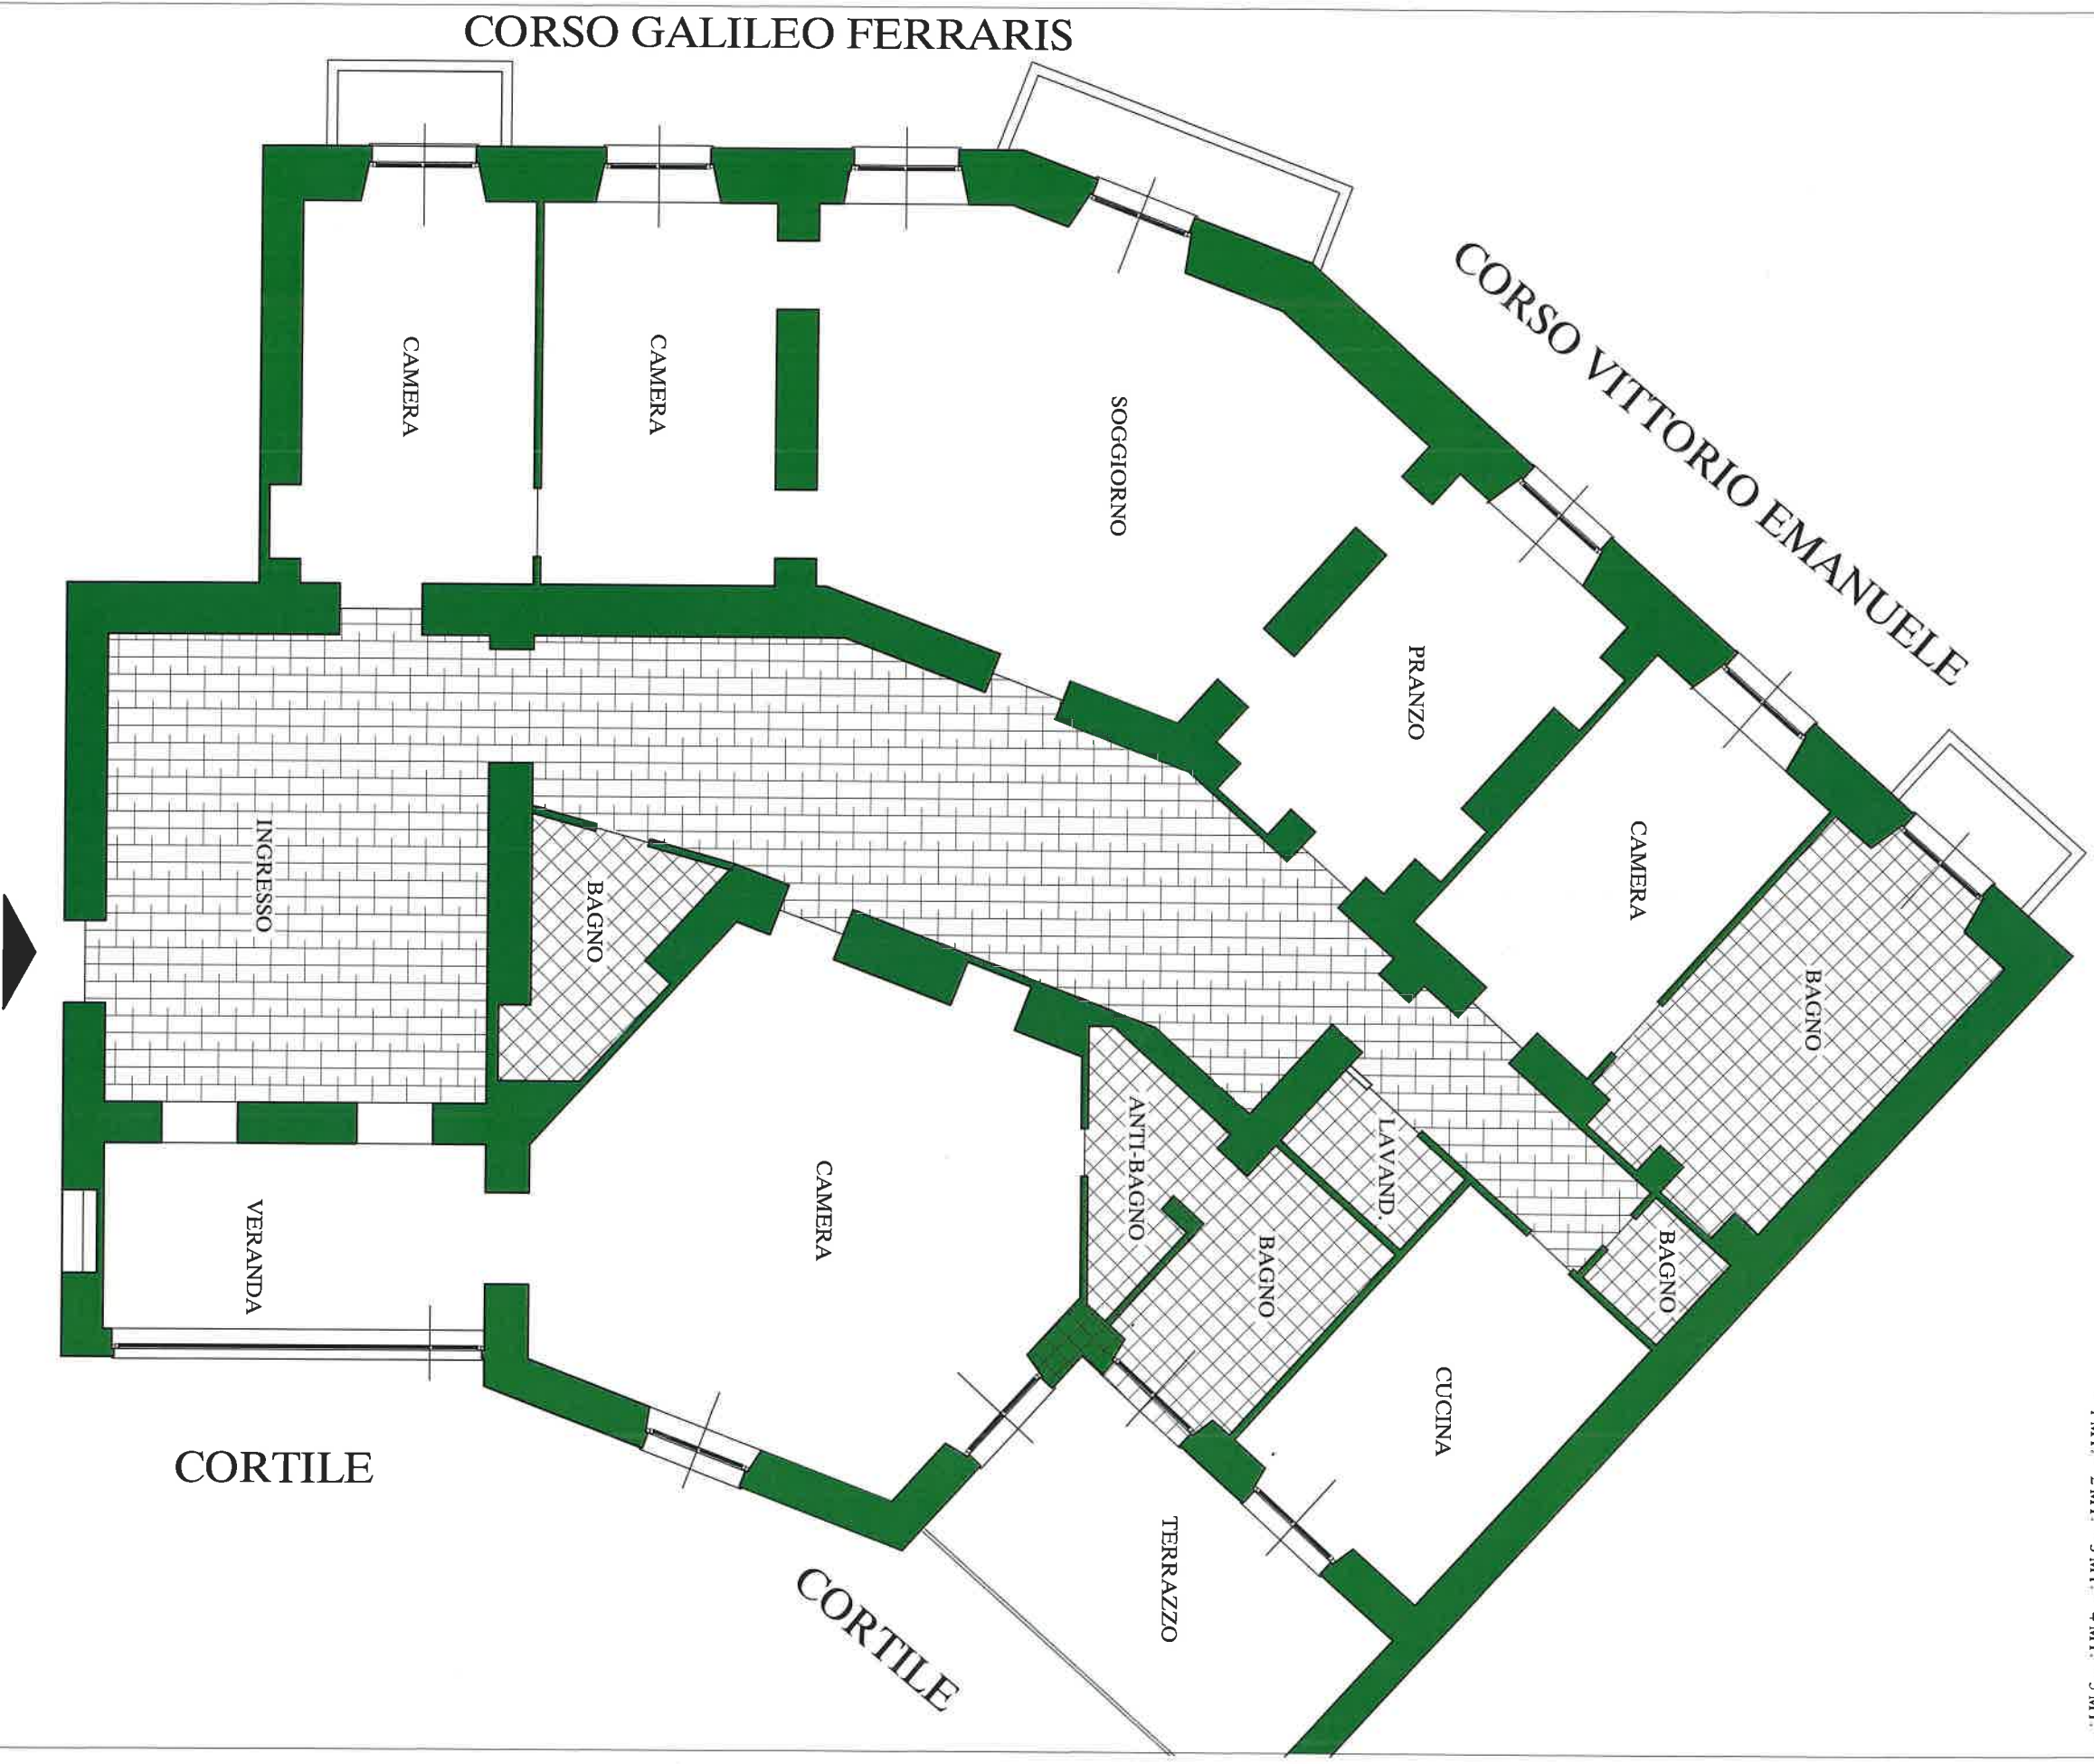 CORSO GALILEO FERRARIS
CORSO VITTORIO EMANUELE
CAMERA
CAMERA
SOGGIORNO
PRANZO
CAMERA
BAGNO
INGRESSO
BAGNO
ANTI-BAGNO
LAVAND.
BAGNO
BAGNO
VERANDA
CAMERA
CUCINA
TERRAZZO
CORTILE
CORTILE